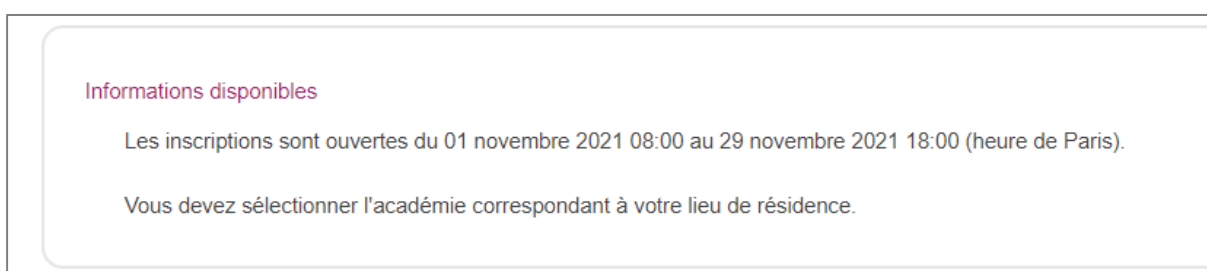 Informations disponibles
Les inscriptions sont ouvertes du 01 novembre 2021 08:00 au 29 novembre 2021 18:00 (heure de Paris).
Vous devez sélectionner l'académie correspondant à votre lieu de résidence.